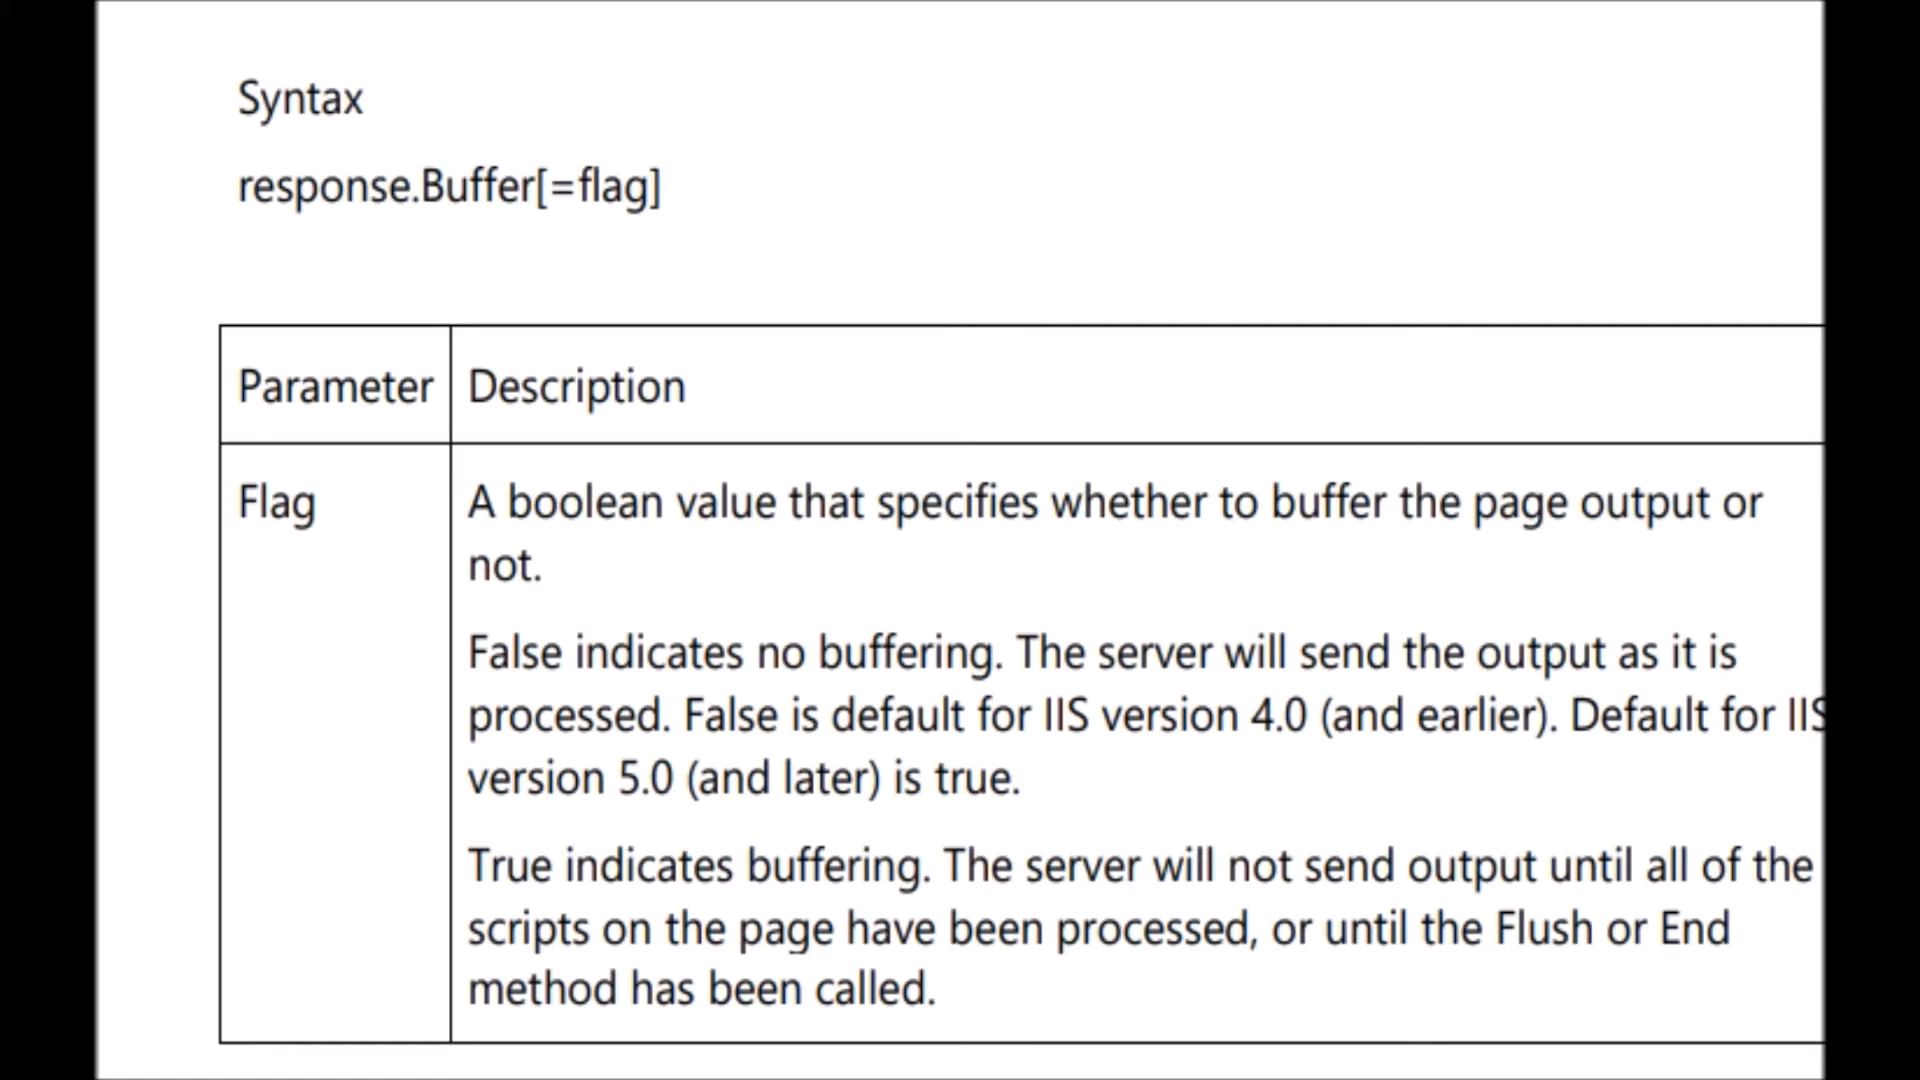 Syntax
response.Buffer[=flag]
Parameter Description
Flag A boolean value that specifies whether to buffer the page output or
not.
False indicates no buffering. The server will send the output as it is
processed. False is default for IIS version 4.0 (and earlier). Default for IIS
version 5.0 (and later) is true.
True indicates buffering. The server will not send output until all of the
scripts on the page have been processed, or until the Flush or End
method has been called.